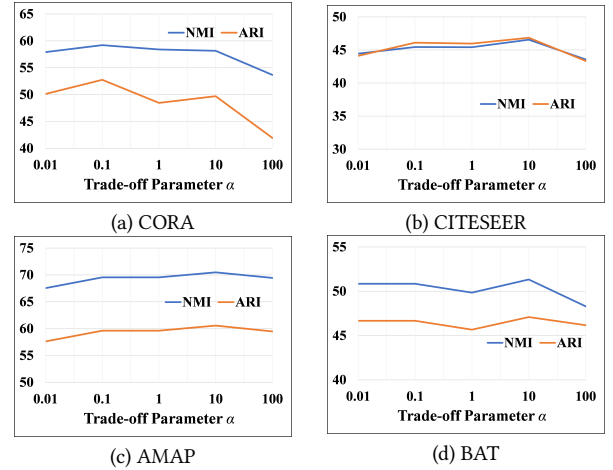 65
60
55
50
45
40
NMI ARI
0.01 0.1 1 10 100
Trade-off Parameter α
(a) CORA
50
45
40
35
30
NMI ARI
0.01 0.1 1 10 100
Trade-off Parameter α
(b) CITESEER
75
70
65
60
55
50
NMI ARI
0.01 0.1 1 10 100
Trade-off Parameter α
(c) AMAP
55
50
45
40
NMI ARI
0.01 0.1 1 10 100
Trade-off Parameter α
(d) BAT